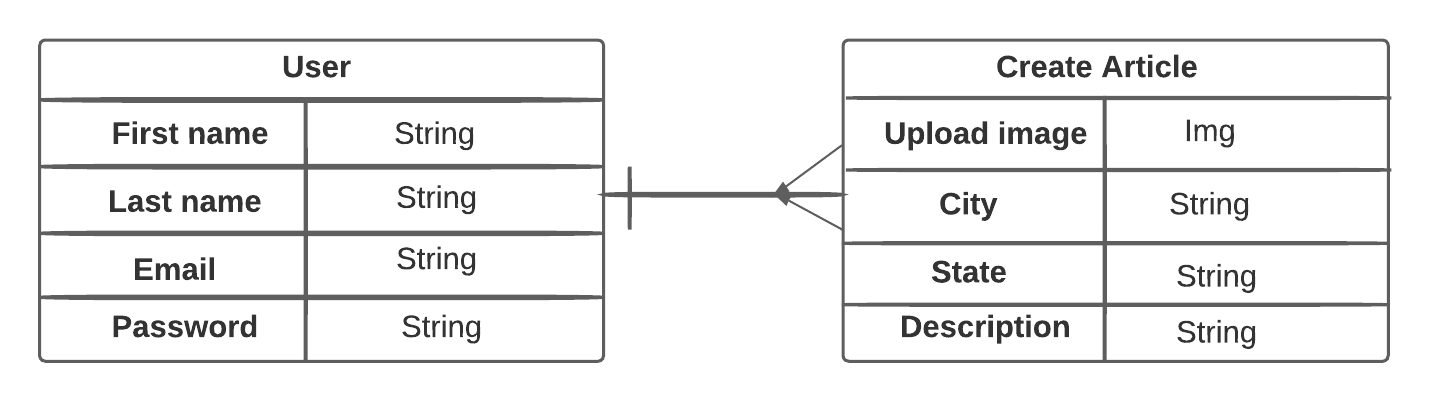 User
First name String
Last name String
Email String
Password String
Create Article
Upload image Img
City String
State String
Description String